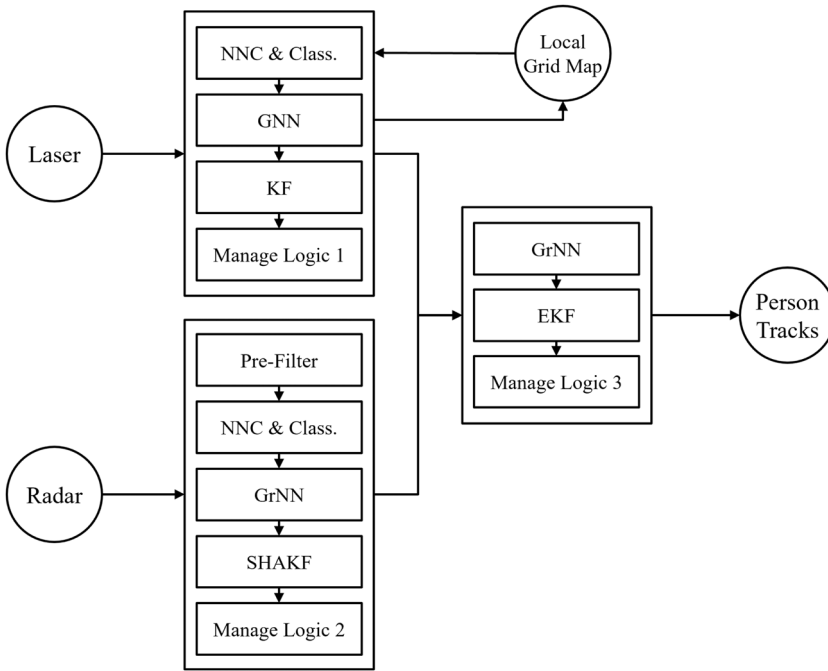 Laser
NNC & Class.
GNN
KF
Manage Logic 1
Local
Grid Map
Radar
Pre-Filter
NNC & Class.
GrNN
SHAKF
Manage Logic 2
GrNN
EKF
Manage Logic 3
Person
Tracks